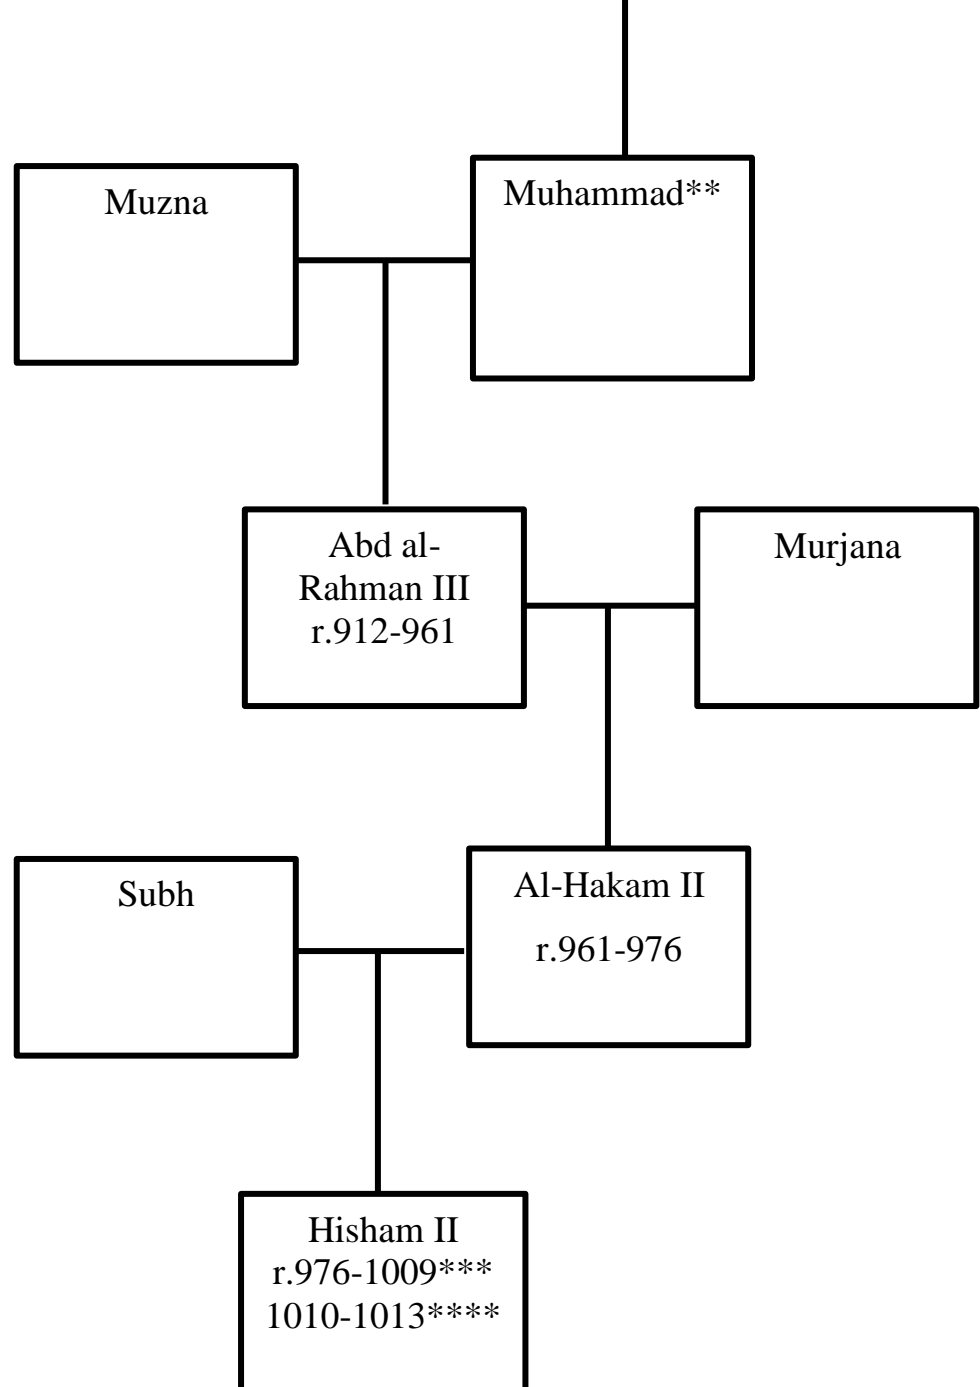 Muzna
Muhammad**
Abd al-
Rahman III
r.912-961
Murjana
Subh
Al-Hakam II
r.961-976
Hisham II
r.976-1009***
1010-1013****